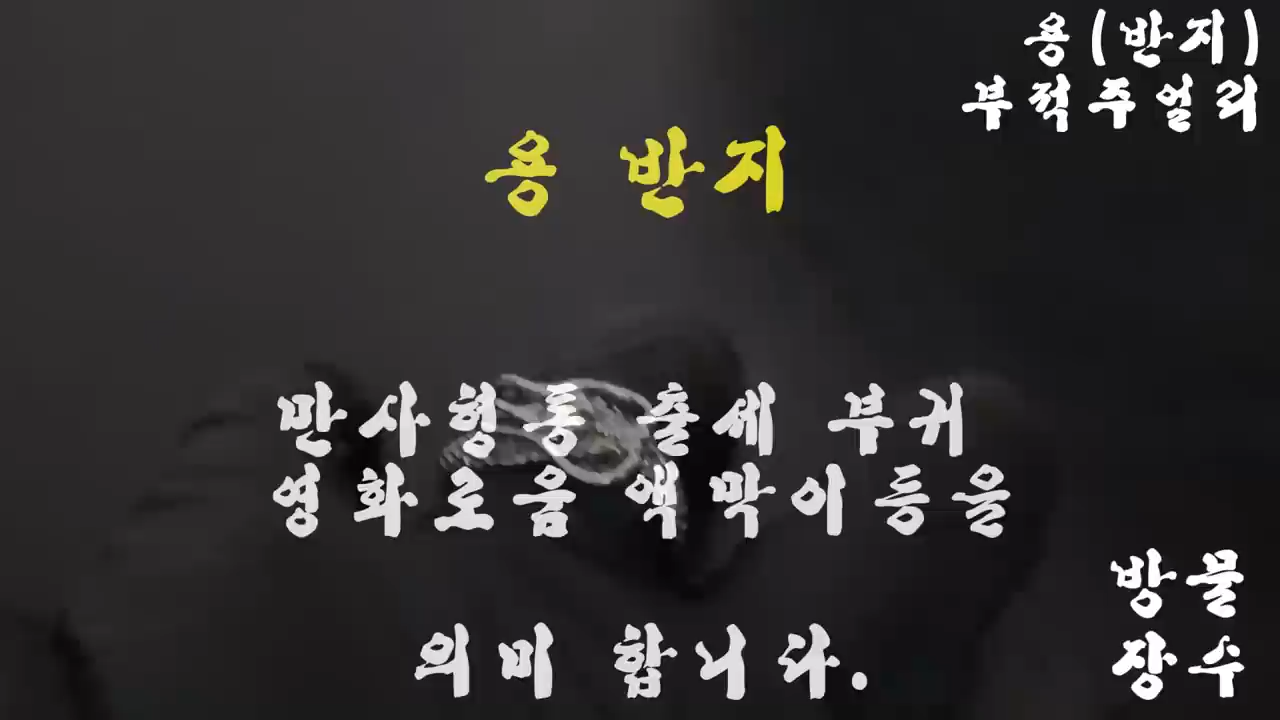 용(반지)
부적주얼리
용 반지
만사형통 출세 부귀
영화로움 액막이등을
의미 합니다.
방물
장수